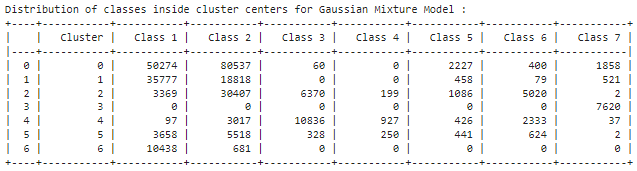 Distribution of classes inside cluster centers for Gaussian Mixture Model :
+----+-----------+-----------+-----------+-----------+-----------+-----------+-----------+-----------+
|    |   Cluster |   Class 1 |   Class 2 |   Class 3 |   Class 4 |   Class 5 |   Class 6 |   Class 7 |
|----+-----------+-----------+-----------+-----------+-----------+-----------+-----------+-----------|
|  0 |         0 |     50274 |     80537 |        60 |         0 |      2227 |       400 |      1858 |
|  1 |         1 |     35777 |     18818 |         0 |         0 |       458 |        79 |       521 |
|  2 |         2 |      3369 |     30407 |      6370 |       199 |      1086 |      5020 |         2 |
|  3 |         3 |         0 |         0 |         0 |         0 |         0 |         0 |      7620 |
|  4 |         4 |        97 |      3017 |     10836 |       927 |       426 |      2333 |        37 |
|  5 |         5 |      3658 |      5518 |       328 |       250 |       441 |       624 |         2 |
|  6 |         6 |     10438 |       681 |         0 |         0 |         0 |         0 |         0 |
+----+-----------+-----------+-----------+-----------+-----------+-----------+-----------+-----------+